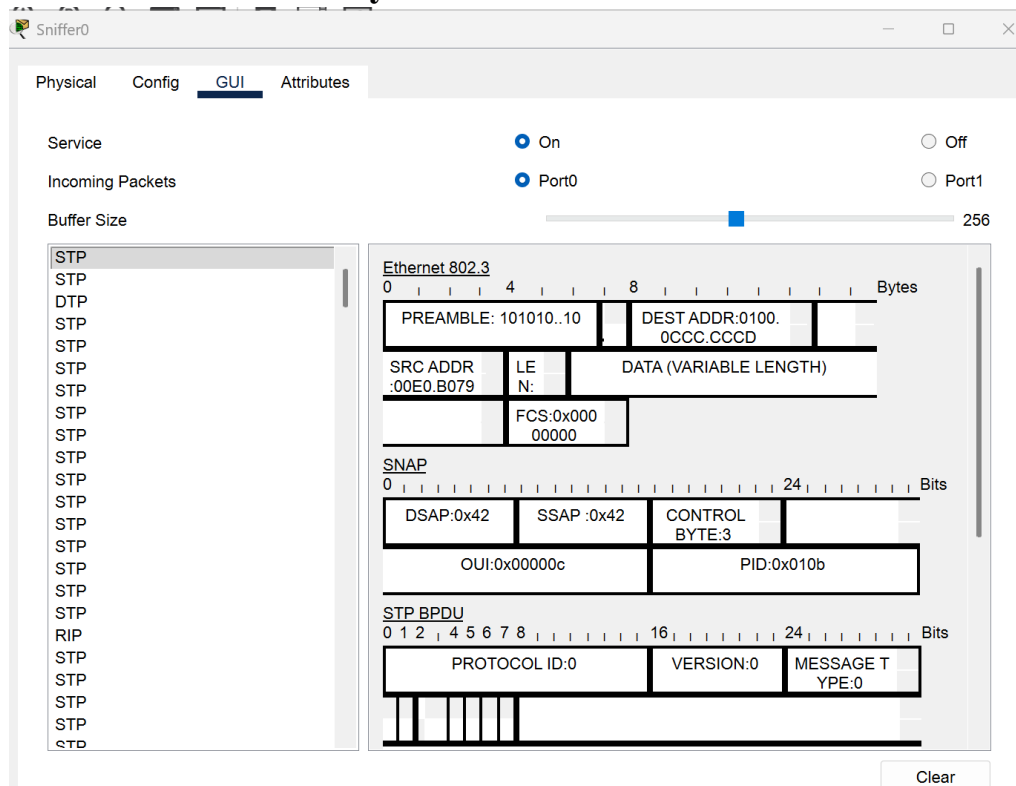 Sniffer0
Physical Config GUI Attributes
Service On Off
Incoming Packets Port0 Port1
Buffer Size 256
STP
STP
DTP
STP
STP
STP
STP
STP
STP
STP
STP
STP
STP
STP
STP
STP
STP
RIP
STP
STP
STP
STP
STP
Ethernet 802.3
0 4 8 Bytes
PREAMBLE: 101010..10 DEST ADDR:0100.
0CCC.CCCD
SRC ADDR LE DATA (VARIABLE LENGTH)
:00E0.B079 N:
FCS:0x000
00000
SNAP
0 24 Bits
DSAP:0x42 SSAP :0x42 CONTROL
BYTE:3
OUI:0x00000c PID:0x010b
STP BPDU
0 1 2 4 5 6 7 8 16 24 Bits
PROTOCOL ID:0 VERSION:0 MESSAGE T
YPE:0
Clear